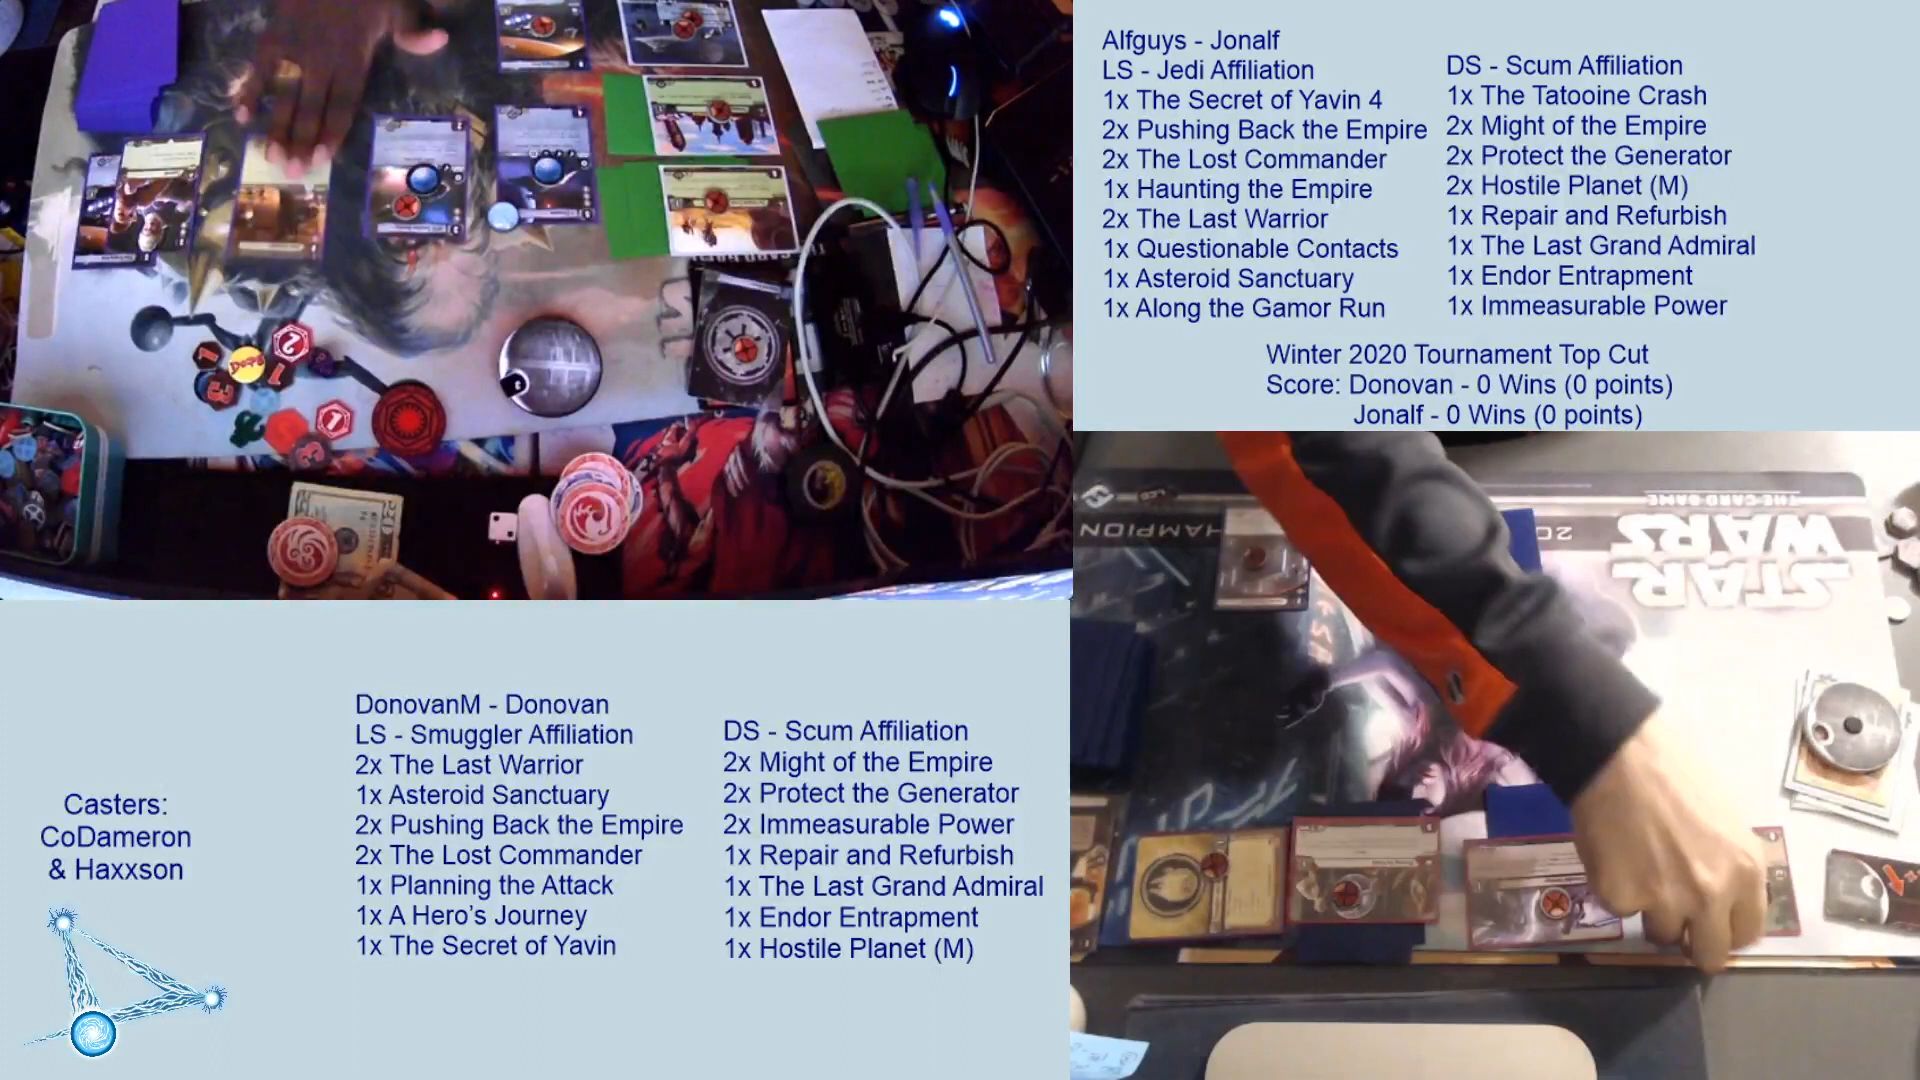 Alfguys - Jonalf
LS - Jedi Affiliation
1x The Secret of Yavin 4
2x Pushing Back the Empire
2x The Lost Commander
1x Haunting the Empire
2x The Last Warrior
1x Questionable Contacts
1x Asteroid Sanctuary
1x Along the Gamor Run
DS - Scum Affiliation
1x The Tatooine Crash
2x Might of the Empire
2x Protect the Generator
2x Hostile Planet (M)
1x Repair and Refurbish
1x The Last Grand Admiral
1x Endor Entrapment
1x Immeasurable Power
Winter 2020 Tournament Top Cut
Score: Donovan - 0 Wins (0 points)
Jonalf - 0 Wins (0 points)
THE CARD GAME
STAR
WARS
Casters:
CoDameron
& Haxxson
DonovanM - Donovan
LS - Smuggler Affiliation
2x The Last Warrior
1x Asteroid Sanctuary
2x Pushing Back the Empire
2x The Lost Commander
1x Planning the Attack
1x A Hero's Journey
1x The Secret of Yavin
DS - Scum Affiliation
2x Might of the Empire
2x Protect the Generator
2x Immeasurable Power
1x Repair and Refurbish
1x The Last Grand Admiral
1x Endor Entrapment
1x Hostile Planet (M)